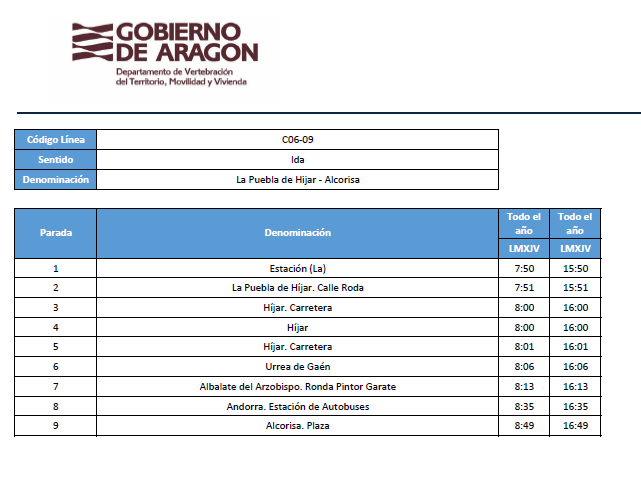 GOBIERNO
DE ARAGON
Departamento de Vertebración
del Territorio, Movilidad y Vivienda
Código Línea C06-09
Sentido Ida
Denominación La Puebla de Hijar - Alcorisa
Parada Denominación Todo el año Todo el año
LMXJV LMXJV
1 Estación (La) 7:50 15:50
2 La Puebla de Híjar. Calle Roda 7:51 15:51
3 Híjar. Carretera 8:00 16:00
4 Híjar 8:00 16:00
5 Híjar. Carretera 8:01 16:01
6 Urrea de Gaén 8:06 16:06
7 Albalate del Arzobispo. Ronda Pintor Garate 8:13 16:13
8 Andorra. Estación de Autobuses 8:35 16:35
9 Alcorisa. Plaza 8:49 16:49